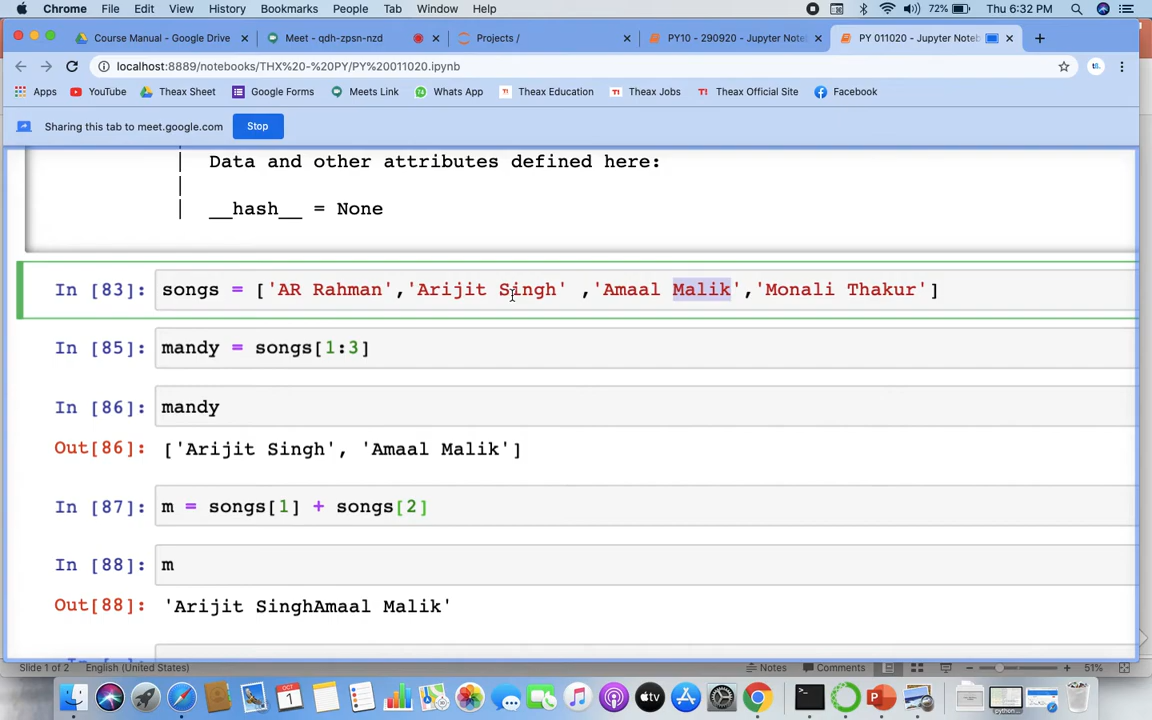 Chrome File Edit View History Bookmarks People Tab Window Help 72% Thu 6:32 PM
Course Manual - Google Drive Meet - qdh-zpsn-nzd Projects / PY10 - 290920 - Jupyter Note PY 011020 - Jupyter Noteb
localhost:8889/notebooks/THX%20-%20PY/PY%20011020.ipynb
Apps YouTube Theax Sheet Google Forms Meets Link Whats App Theax Education Theax Jobs Theax Official Site Facebook
Sharing this tab to meet.google.com Stop
| Data and other attributes defined here:
|
| __hash__ = None
In [83]: songs = ['AR Rahman','Arijit Singh' ,'Amaal Malik','Monali Thakur']
In [85]: mandy = songs[1:3]
In [86]: mandy
Out[86]: ['Arijit Singh', 'Amaal Malik']
In [87]: m = songs[1] + songs[2]
In [88]: m
Out[88]: 'Arijit SinghAmaal Malik'
Slide 1 of 2 English (United States) Notes Comments 51%